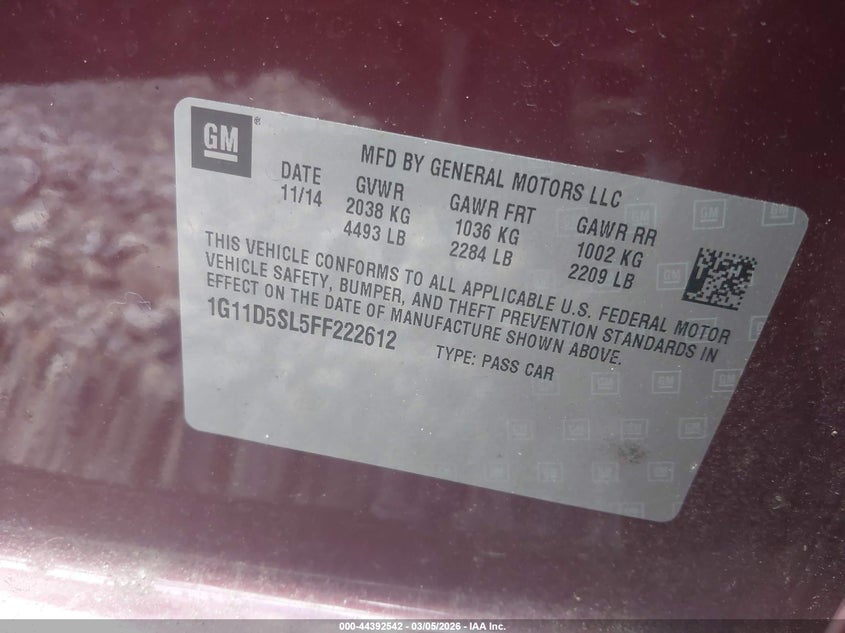 GM®
MFD BY GENERAL MOTORS LLC
DATE GVWR GAWR FRT GAWR RR
11/14 2038 KG 1036 KG 1002 KG
4493 LB 2284 LB 2209 LB
THIS VEHICLE CONFORMS TO ALL APPLICABLE U.S. FEDERAL MOTOR
VEHICLE SAFETY, BUMPER, AND THEFT PREVENTION STANDARDS IN
EFFECT ON THE DATE OF MANUFACTURE SHOWN ABOVE.
1G11D5SL5FF222612 TYPE: PASS CAR
000-44392542 - 03/05/2026 - IAA Inc.